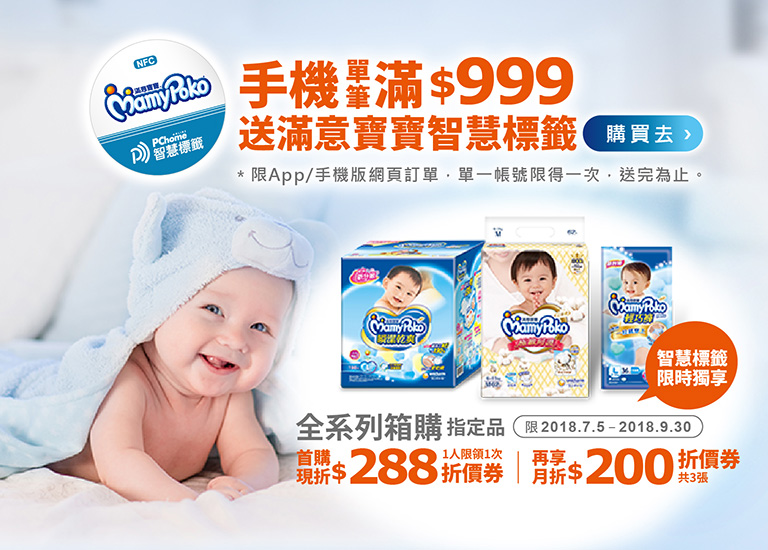 NFC
滿意寶寶
MamyPoko
PChome
智慧標籤
手機單筆滿$999
送滿意寶寶智慧標籤
購買去 ›
* 限App/手機版網頁訂單，單一帳號限得一次，送完為止。
MamyPoko
瞬潔乾爽
M
MamyPoko
MamyPoko
輕巧褲
L 36
智慧標籤
限時獨享
全系列箱購 指定品 限2018.7.5－2018.9.30
首購現折$288 1人限領1次 折價券｜再享月折$200 折價券 共3張